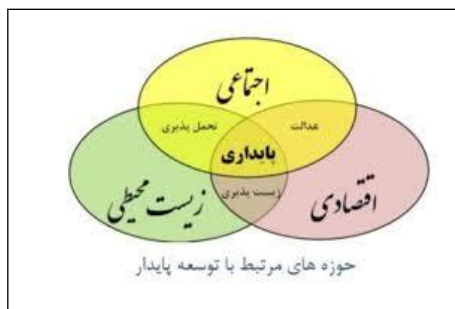 اجتماعی
تحمل پذیری
عدالت
پایداری
زیست محیطی
زیست پذیری
اقتصادی
حوزه های مرتبط با توسعه پایدار